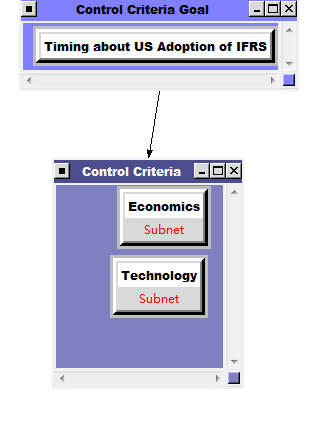 Control Criteria Goal
Timing about US Adoption of IFRS
Control Criteria
Economics
Subnet
Technology
Subnet